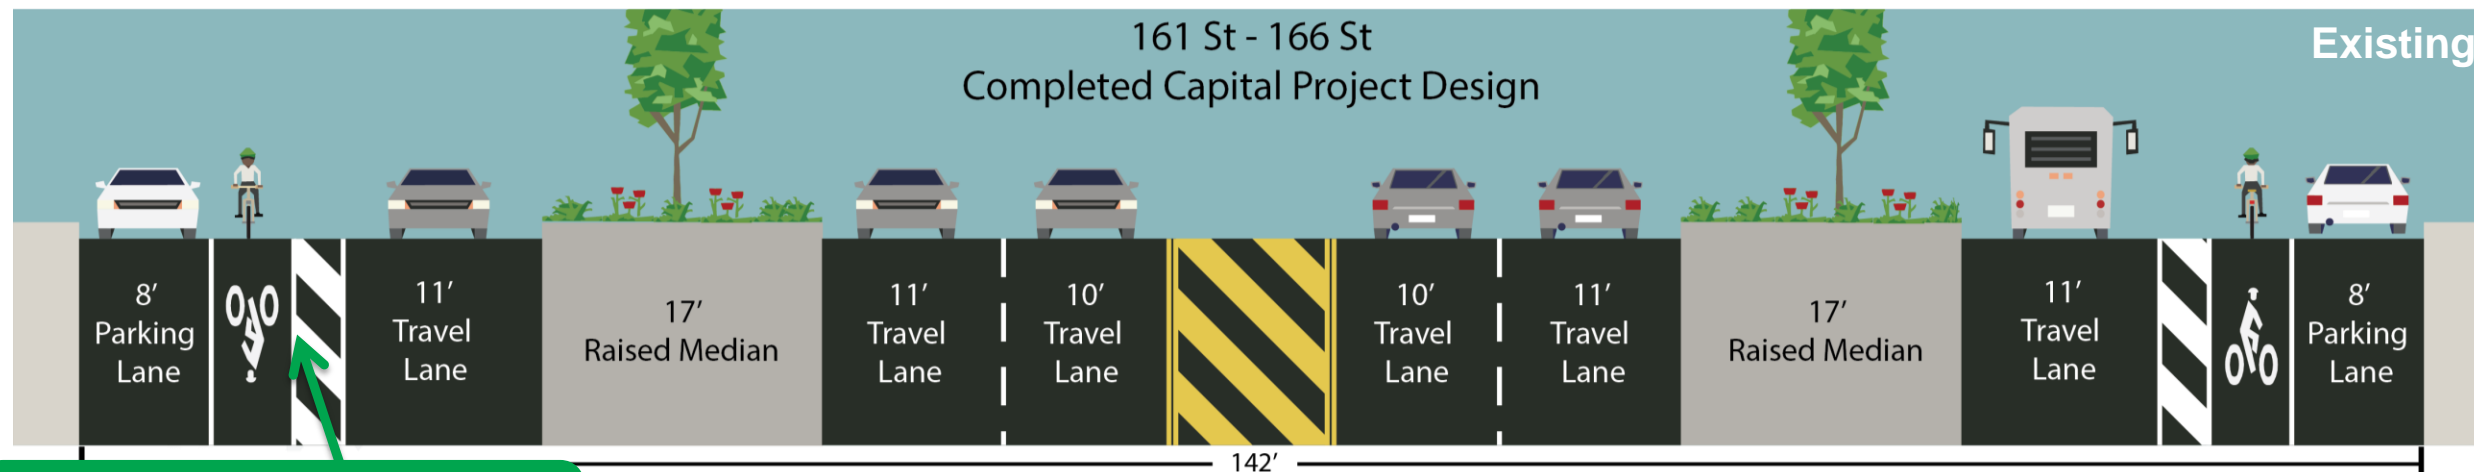 161 St - 166 St
Completed Capital Project Design
Existing
8’
Parking
Lane
11’
Travel
Lane
17’
Raised Median
11’
Travel
Lane
10’
Travel
Lane
10’
Travel
Lane
11’
Travel
Lane
17’
Raised Median
11’
Travel
Lane
8’
Parking
Lane
142’